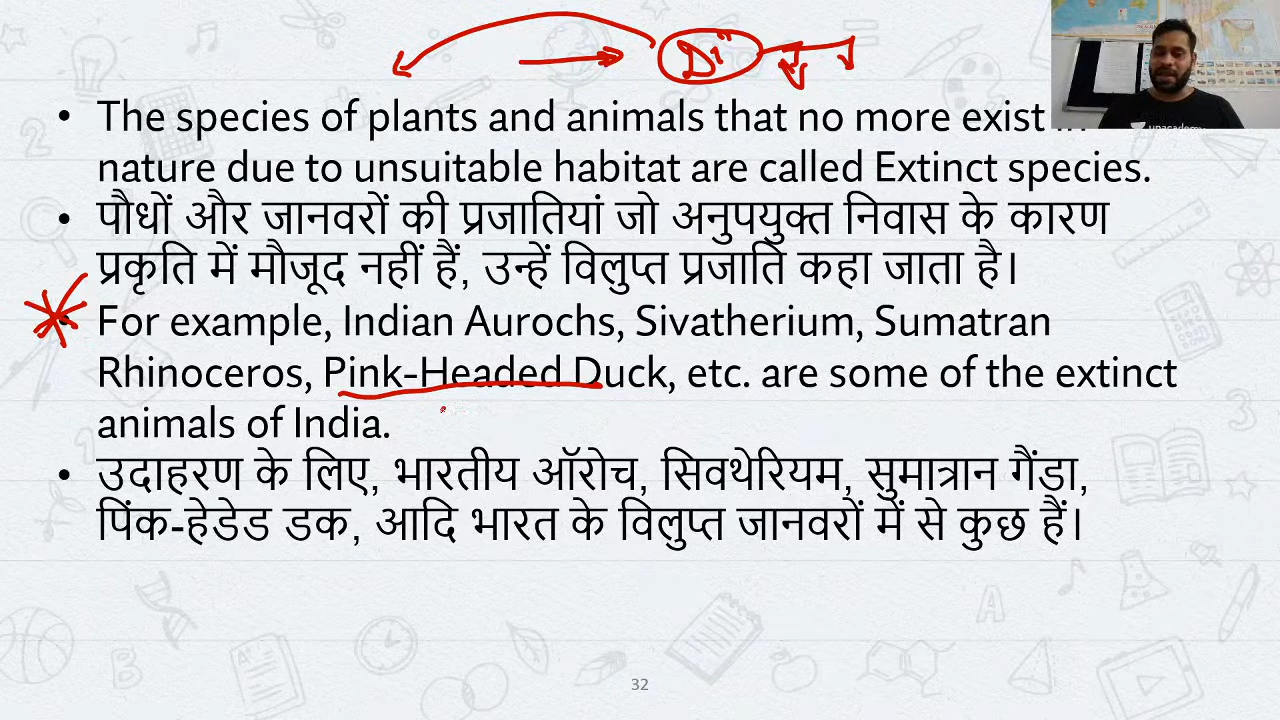 • The species of plants and animals that no more exist in
nature due to unsuitable habitat are called Extinct species.
• पौधों और जानवरों की प्रजातियां जो अनुपयुक्त निवास के कारण
प्रकृति में मौजूद नहीं हैं, उन्हें विलुप्त प्रजाति कहा जाता है।
• For example, Indian Aurochs, Sivatherium, Sumatran
Rhinoceros, Pink-Headed Duck, etc. are some of the extinct
animals of India.
• उदाहरण के लिए, भारतीय ऑरोच, सिवथेरियम, सुमात्रान गैंडा,
पिंक-हेडेड डक, आदि भारत के विलुप्त जानवरों में से कुछ हैं।
32